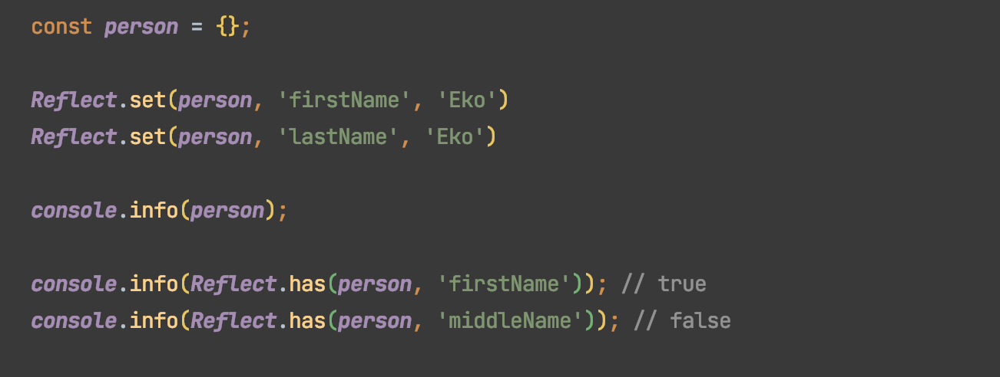 const person = {};
Reflect.set(person, 'firstName', 'Eko')
Reflect.set(person, 'lastName', 'Eko')
console.info(person);
console.info(Reflect.has(person, 'firstName')); // true
console.info(Reflect.has(person, 'middleName')); // false